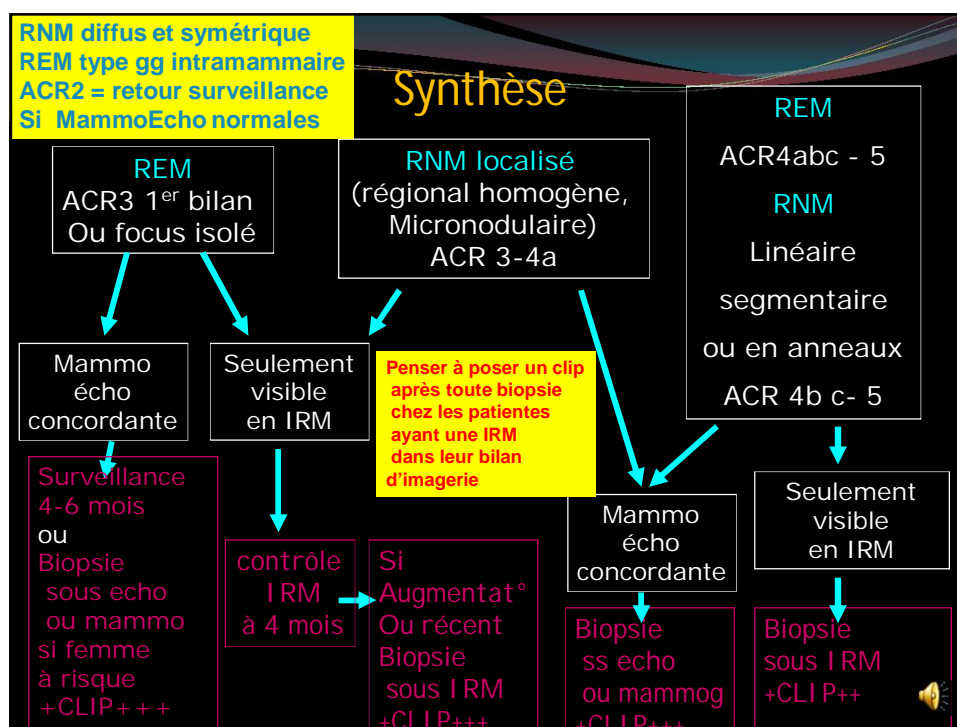 RNM diffus et symétrique
REM type gg intramammaire
ACR2 = retour surveillance
Si MammoEcho normales
Synthèse
REM
ACR3 1er bilan
Ou focus isolé
RNM localisé
(régional homogène,
Micronodulaire)
ACR 3-4a
REM
ACR4abc - 5
RNM
Linéaire
segmentaire
ou en anneaux
ACR 4b c- 5
Mammo
écho
concordante
Seulement
visible
en IRM
Penser à poser un clip
après toute biopsie
chez les patientes
ayant une IRM
dans leur bilan
d'imagerie
Mammo
écho
concordante
Seulement
visible
en IRM
Surveillance
4-6 mois
ou
Biopsie
sous echo
ou mammo
si femme
à risque
+CLIP+++
contrôle
IRM
à 4 mois
Si
Augmentat°
Ou récent
Biopsie
sous IRM
+CLIP+++
Biopsie
ss echo
ou mammog
+CLIP+++
Biopsie
sous IRM
+CLIP++